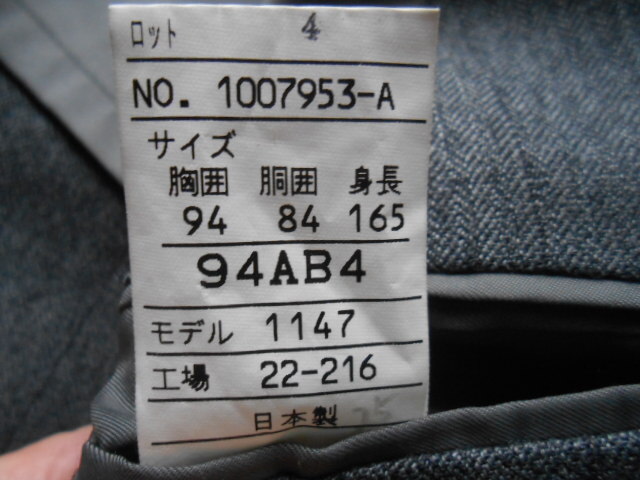 ロット 4
NO. 1007953-A
サイズ
胸囲 胴囲 身長
94 84 165
94AB4
モデル 1147
工場 22-216
日本製